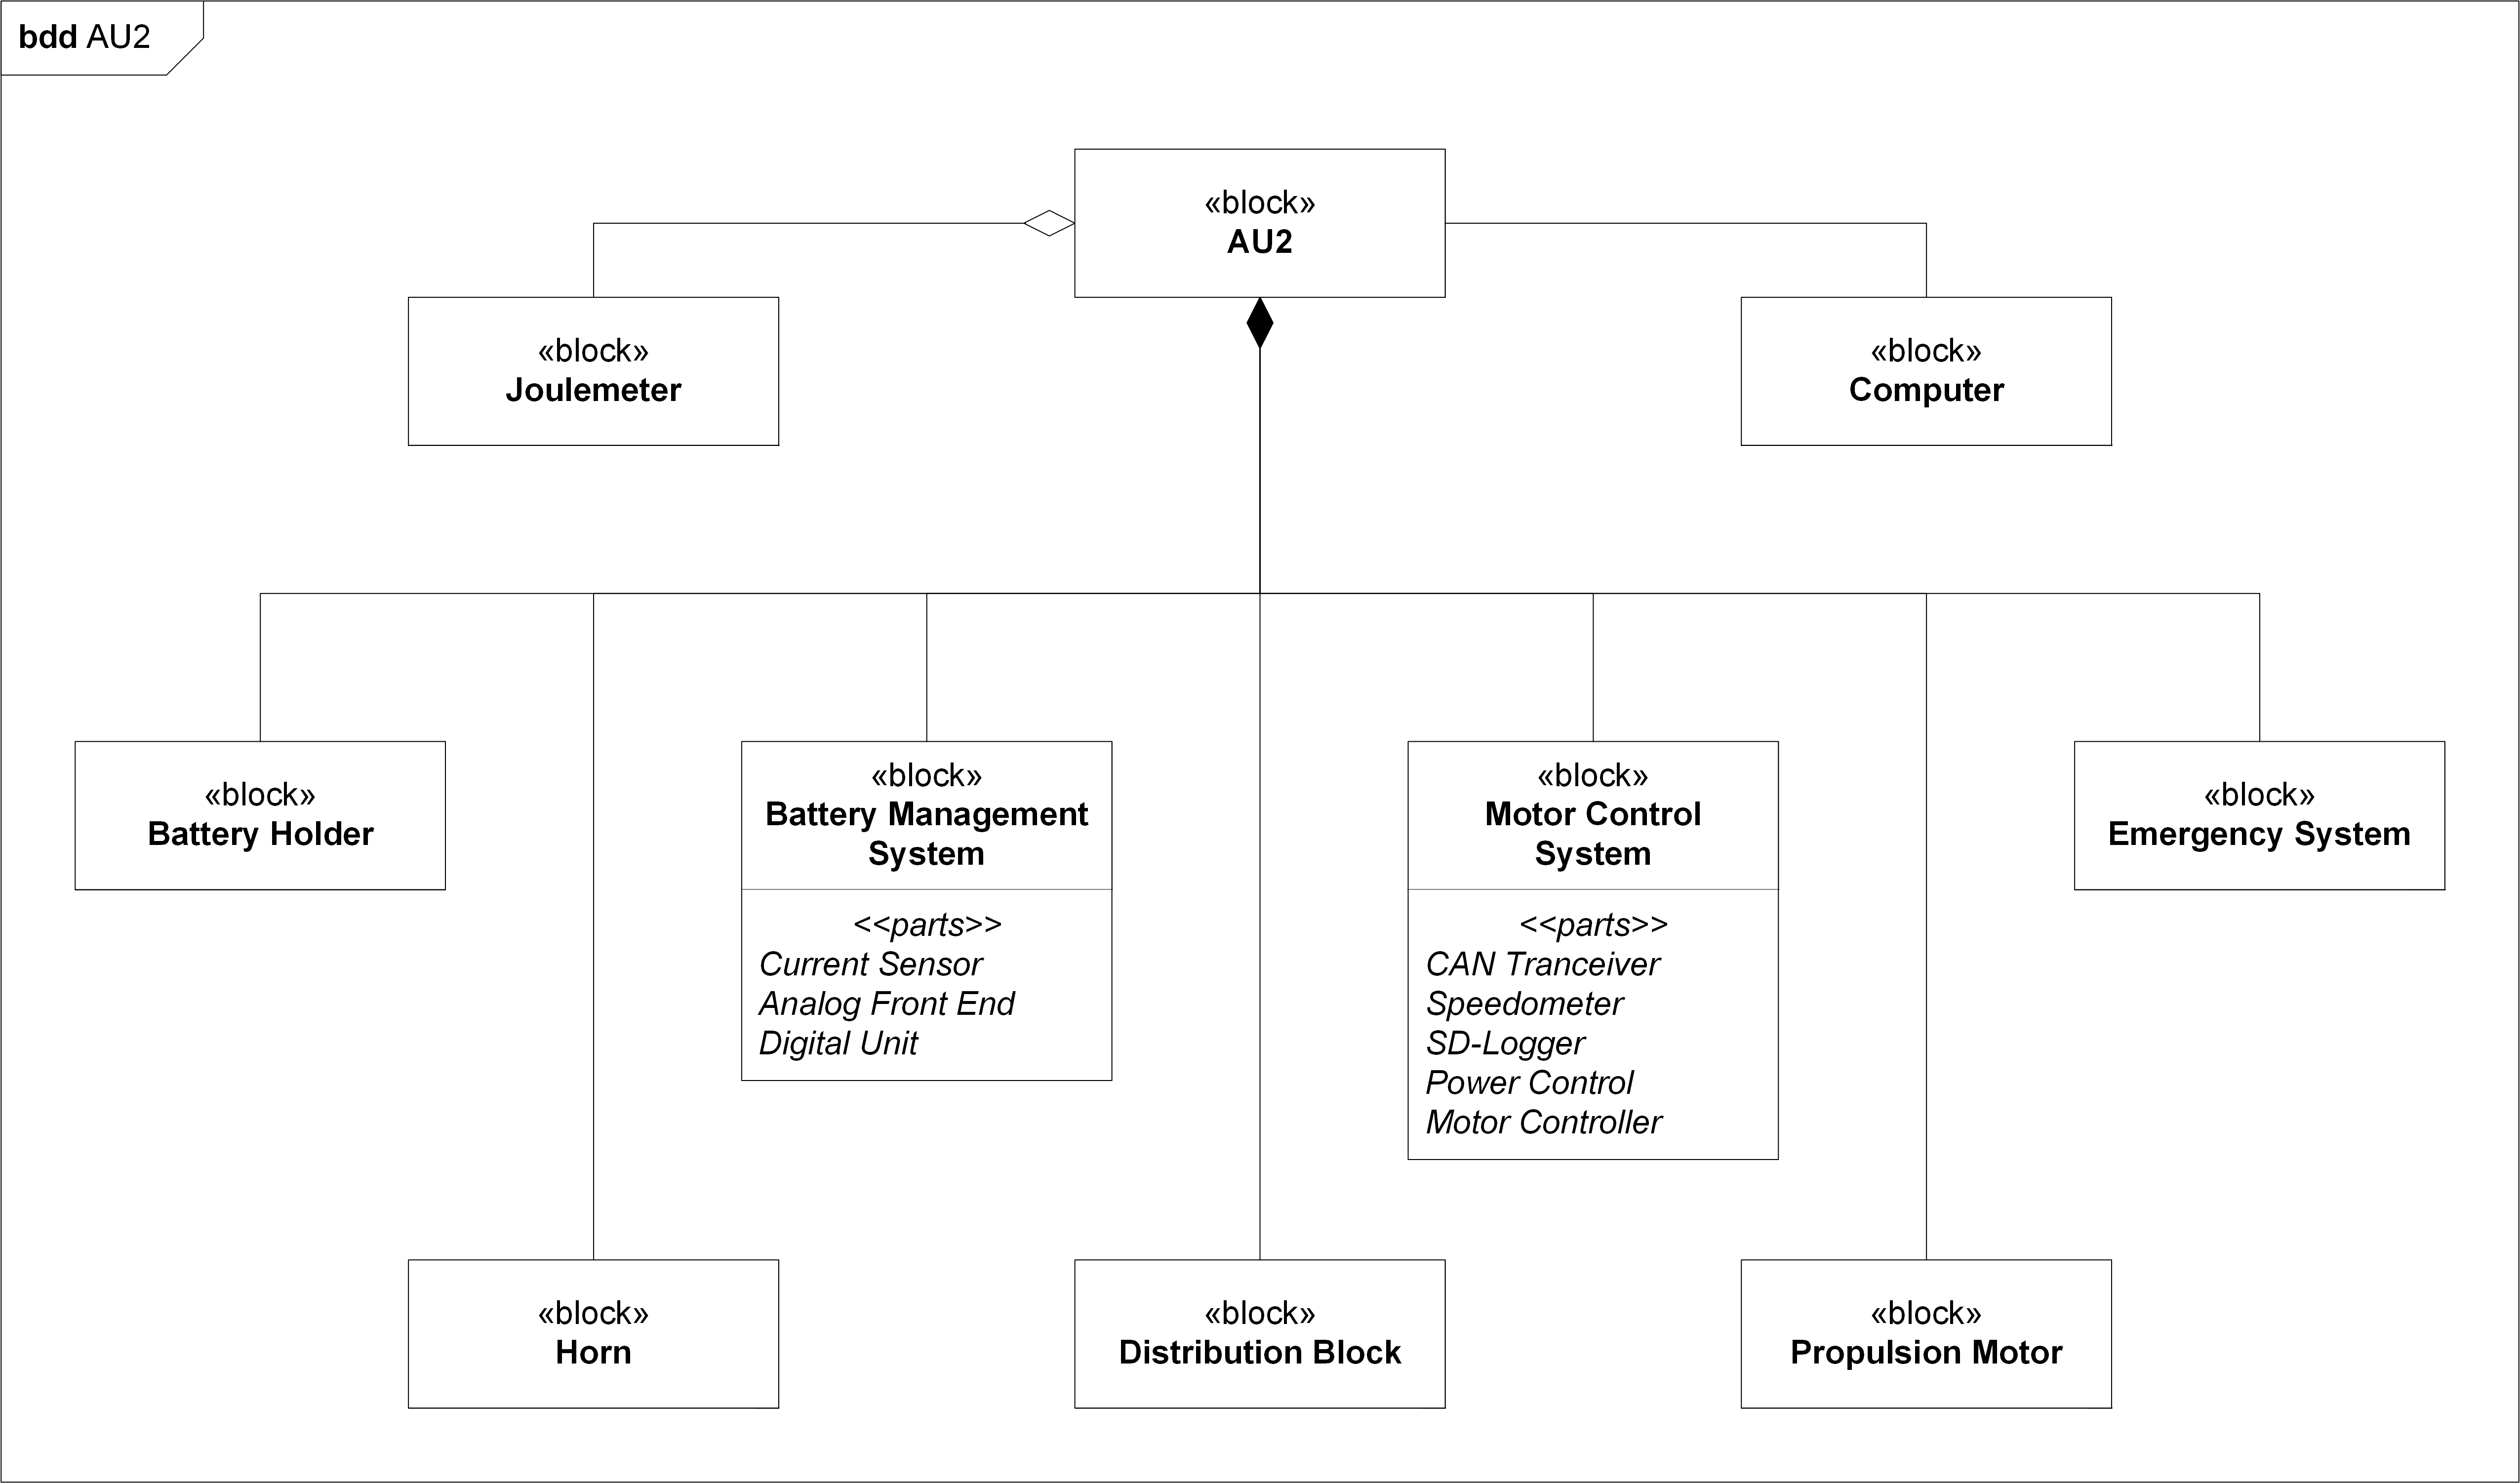 bdd AU2
«block»
AU2
«block»
Joulemeter
«block»
Computer
«block»
Battery Holder
«block»
Battery Management
System
<<parts>>
Current Sensor
Analog Front End
Digital Unit
«block»
Motor Control
System
<<parts>>
CAN Tranceiver
Speedometer
SD-Logger
Power Control
Motor Controller
«block»
Emergency System
«block»
Horn
«block»
Distribution Block
«block»
Propulsion Motor